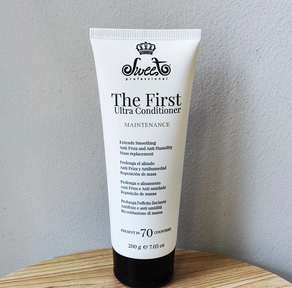 Sweet
professional
The First
Ultra Conditioner
MAINTENANCE
Extends Smoothing
Anti Frizz and Anti Humidity
Mass replacement
Prolonga el alisado
Anti Frizz y Antihumedad
Reposición de masa
Prolonga o alisamento
Anti Frizz e Anti umidade
Reposição de massa
Prolunga l'effetto lisciante
Antifrizz e anti umidità
Ricostituzione di massa
PRESENT IN 70 COUNTRIES
200 g ℮ 7.05 oz